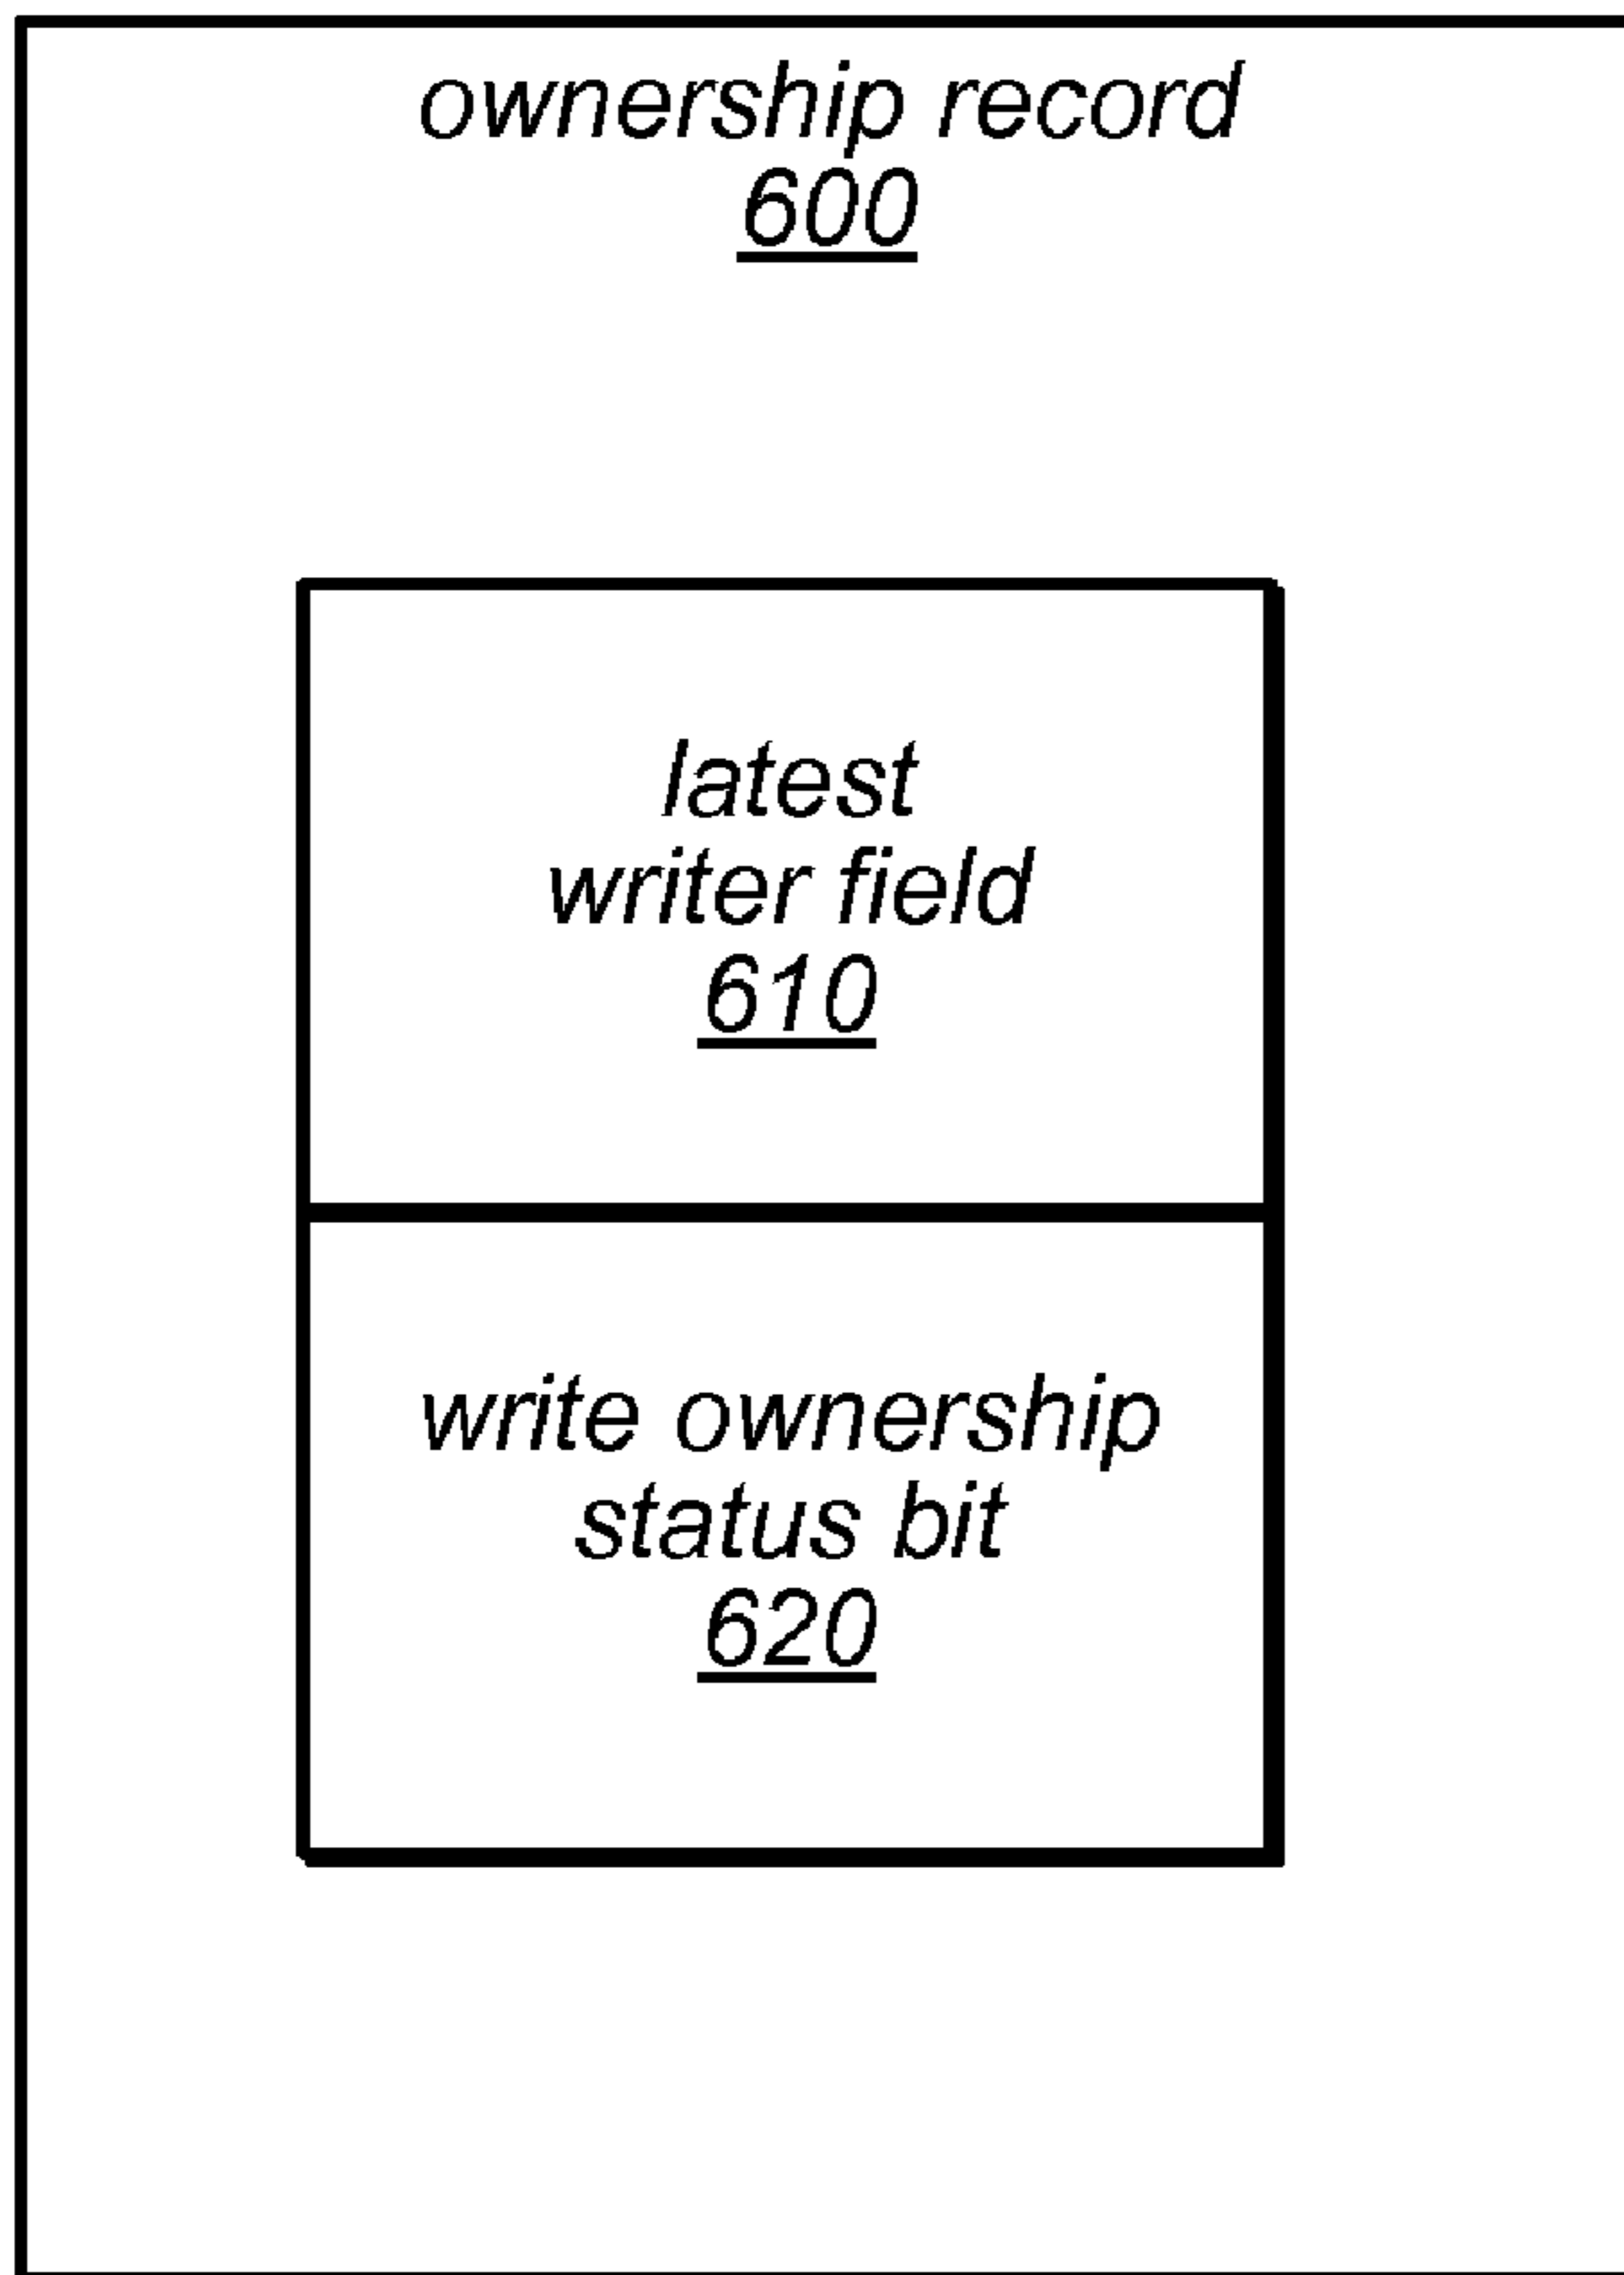 ownership record
600
latest
writer field
610
write ownership
status bit
620